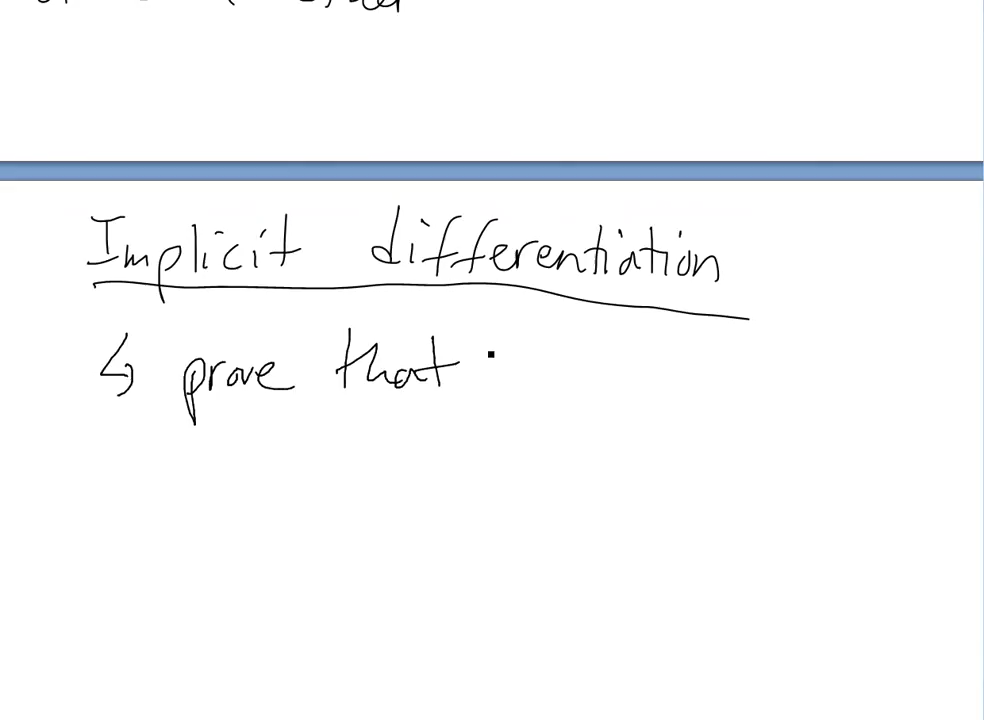 Implicit differentiation
↳ prove that